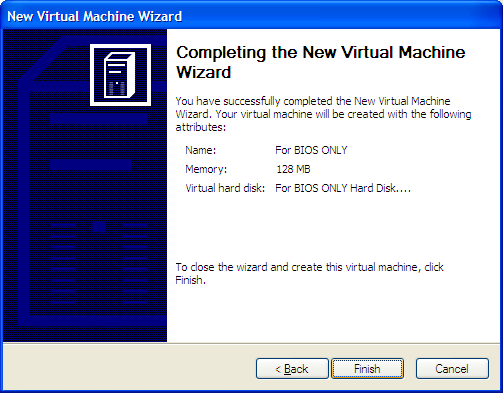 New Virtual Machine Wizard
Completing the New Virtual Machine
Wizard
You have successfully completed the New Virtual Machine
Wizard. Your virtual machine will be created with the following
attributes:
Name: For BIOS ONLY
Memory: 128 MB
Virtual hard disk: For BIOS ONLY Hard Disk....
To close the wizard and create this virtual machine, click
Finish.
< Back Finish Cancel